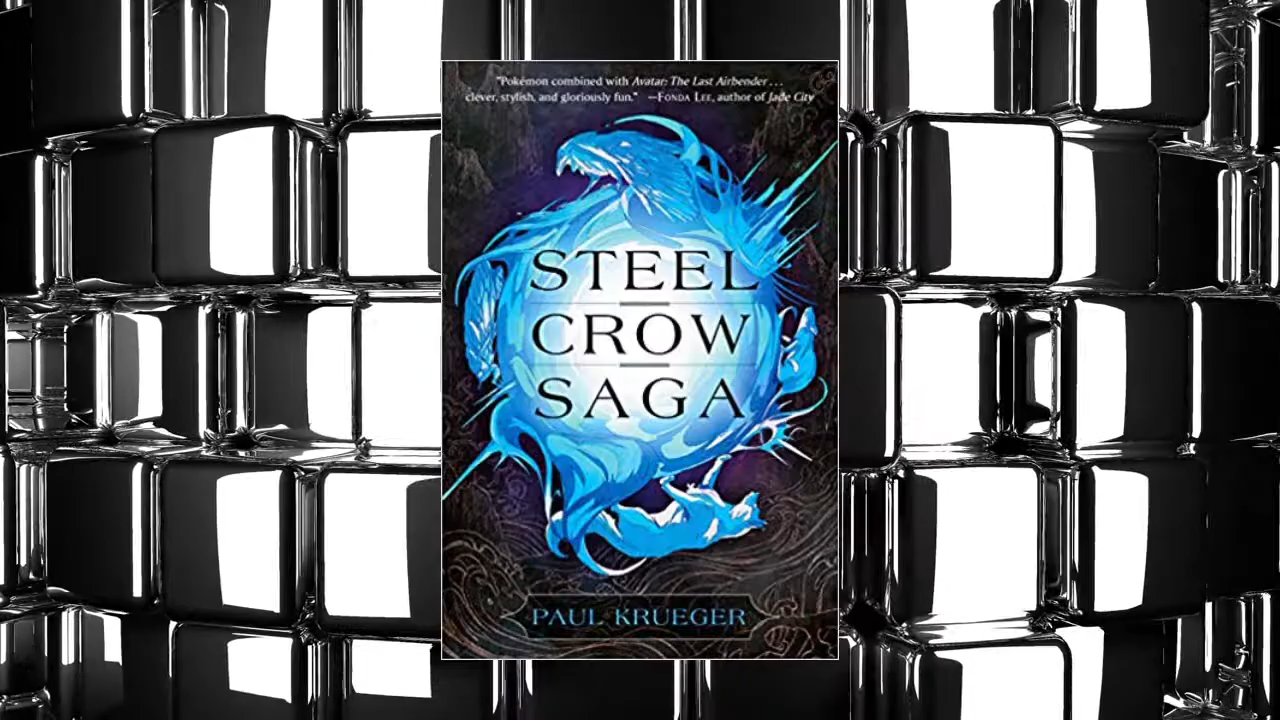 "Pokémon combined with Avatar: The Last Airbender . . .
clever, stylish, and gloriously fun." —FONDA LEE, author of Jade City
STEEL
CROW
SAGA
PAUL KRUEGER